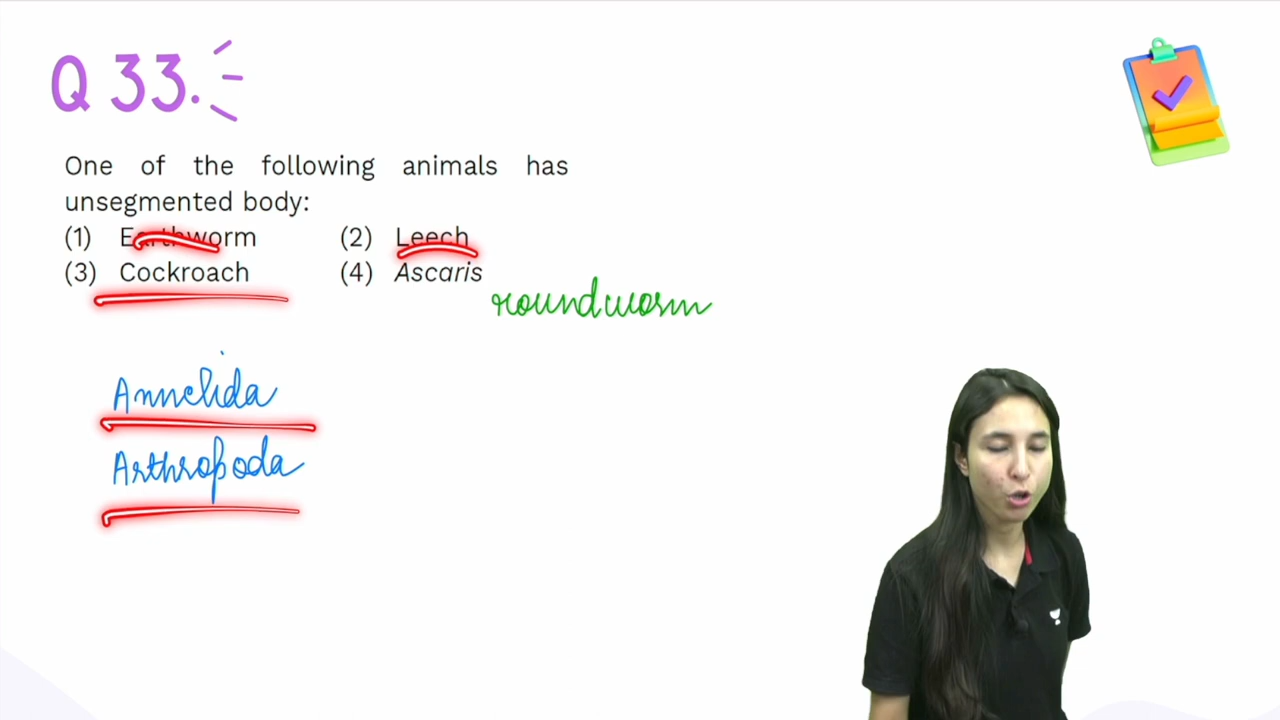 Q 33.
One of the following animals has
unsegmented body:
(1) Earthworm (2) Leech
(3) Cockroach (4) Ascaris
roundworm
Annelida
Arthropoda